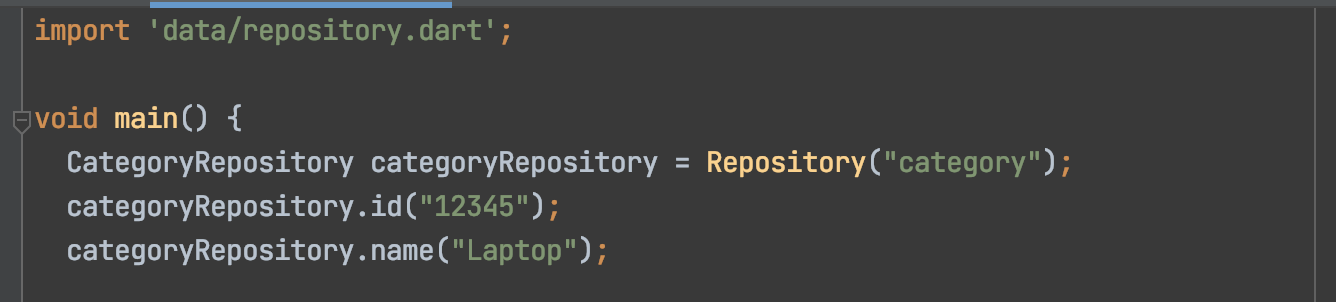 import 'data/repository.dart';
void main() {
CategoryRepository categoryRepository = Repository("category");
categoryRepository.id("12345");
categoryRepository.name("Laptop");